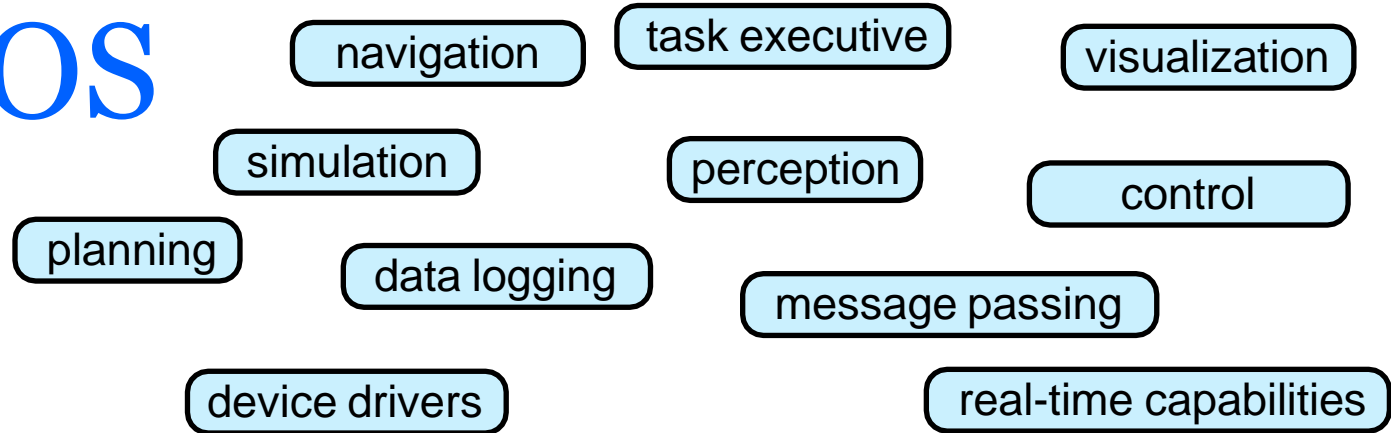 OS
navigation
task executive
visualization
simulation
perception
control
planning
data logging
message passing
device drivers
real-time capabilities